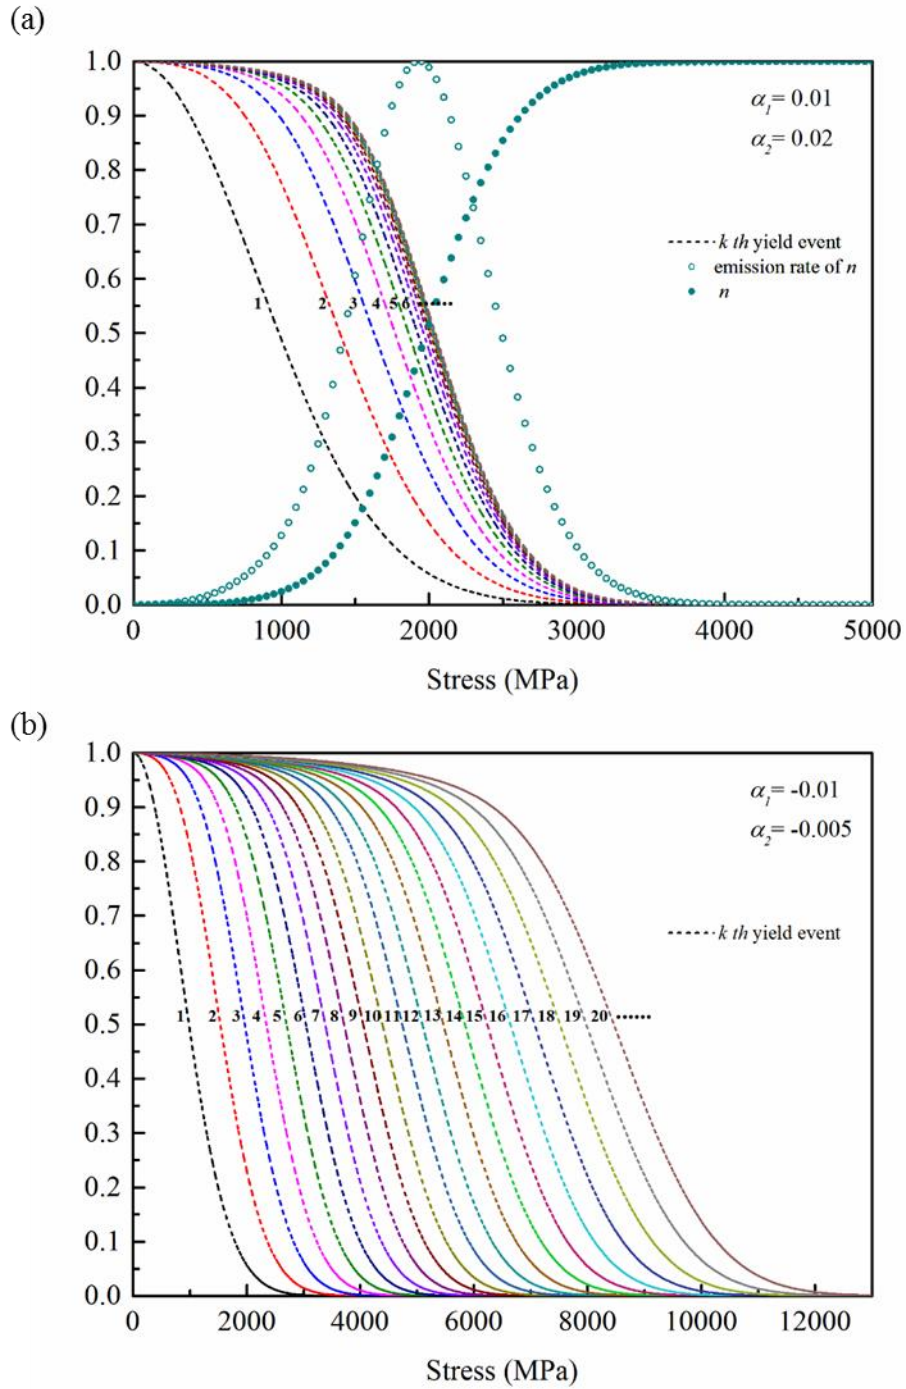 (a)
1.0
0.9
0.8
0.7
0.6
0.5
0.4
0.3
0.2
0.1
0.0
α1= 0.01
α2= 0.02
k th yield event
emission rate of n
n
1 2 3 4 5 6
0 1000 2000 3000 4000 5000
Stress (MPa)
(b)
1.0
0.9
0.8
0.7
0.6
0.5
0.4
0.3
0.2
0.1
0.0
α1= -0.01
α2= -0.005
k th yield event
1 2 3 4 5 6 7 8 9 10 11 12 13 14 15 16 17 18 19 20
0 2000 4000 6000 8000 10000 12000
Stress (MPa)